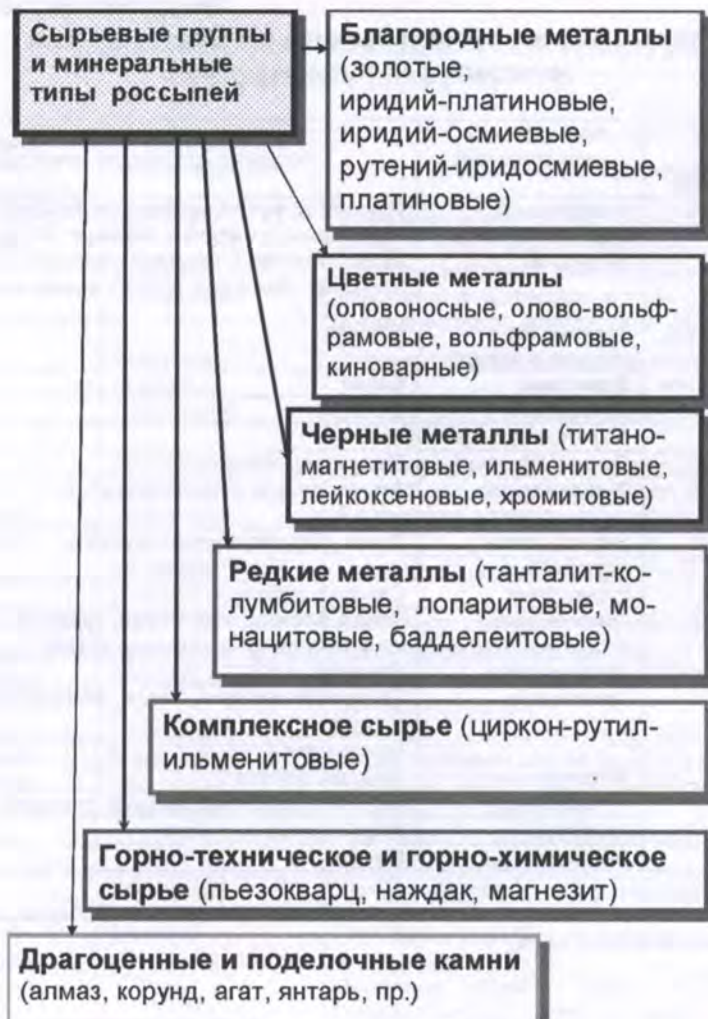 Сырьевые группы
и минеральные
типы россыпей
Благородные металлы
(золотые,
иридий-платиновые,
иридий-осмиевые,
рутений-иридосмиевые,
платиновые)
Цветные металлы
(оловоносные, олово-вольф-
рамовые, вольфрамовые,
киноварные)
Черные металлы (титано-
магнетитовые, ильменитовые,
лейкоксеновые, хромитовые)
Редкие металлы (танталит-ко-
лумбитовые, лопаритовые, мо-
нацитовые, бадделеитовые)
Комплексное сырье (циркон-рутил-
ильменитовые)
Горно-техническое и горно-химическое
сырье (пьезокварц, наждак, магнезит)
Драгоценные и поделочные камни
(алмаз, корунд, агат, янтарь, пр.)